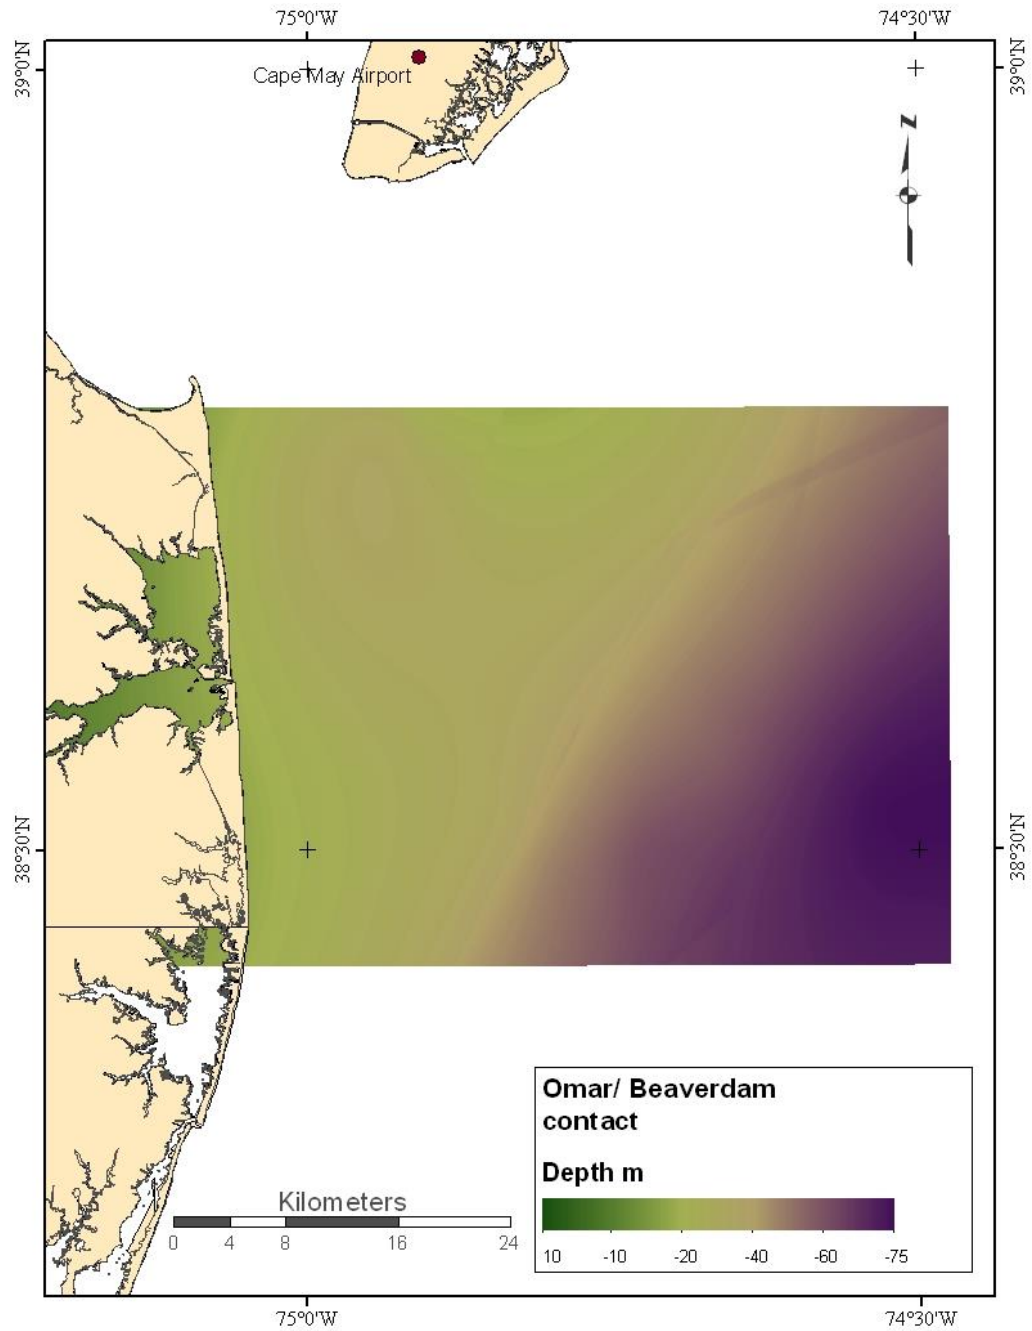 75°0'W 74°30'W
39°0'N 39°0'N
Cape May Airport
N
38°30'N 38°30'N
Omar/ Beaverdam
contact
Depth m
10 -10 -20 -40 -60 -75
Kilometers
0 4 8 16 24
75°0'W 74°30'W